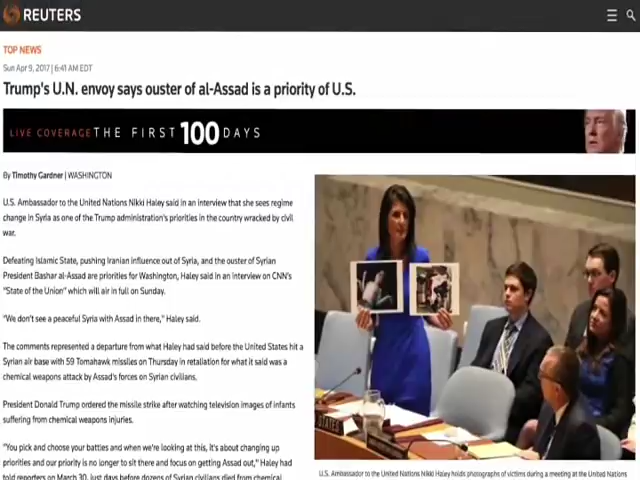 REUTERS
TOP NEWS
Sun Apr 9, 2017 | 6:41 AM EDT
Trump's U.N. envoy says ouster of al-Assad is a priority of U.S.
LIVE COVERAGE THE FIRST 100 DAYS
By Timothy Gardner | WASHINGTON
U.S. Ambassador to the United Nations Nikki Haley said in an interview that she sees regime
change in Syria as one of the Trump administration's priorities in the country wracked by civil
war.
Defeating Islamic State, pushing Iranian influence out of Syria, and the ouster of Syrian
President Bashar al-Assad are priorities for Washington, Haley said in an interview on CNN's
"State of the Union" which will air in full on Sunday.
"We don't see a peaceful Syria with Assad in there," Haley said.
The comments represented a departure from what Haley had said before the United States hit a
Syrian air base with 59 Tomahawk missiles on Thursday in retaliation for what it said was a
chemical weapons attack by Assad's forces on Syrian civilians.
President Donald Trump ordered the missile strike after watching television images of infants
suffering from chemical weapons injuries.
"You pick and choose your battles and when we're looking at this, it's about changing up
priorities and our priority is no longer to sit there and focus on getting Assad out," Haley had
told reporters on March 30, just days before dozens of Syrian civilians died from chemical
STATES
U.S. Ambassador to the United Nations Nikki Haley holds photographs of victims during a meeting at the United Nations